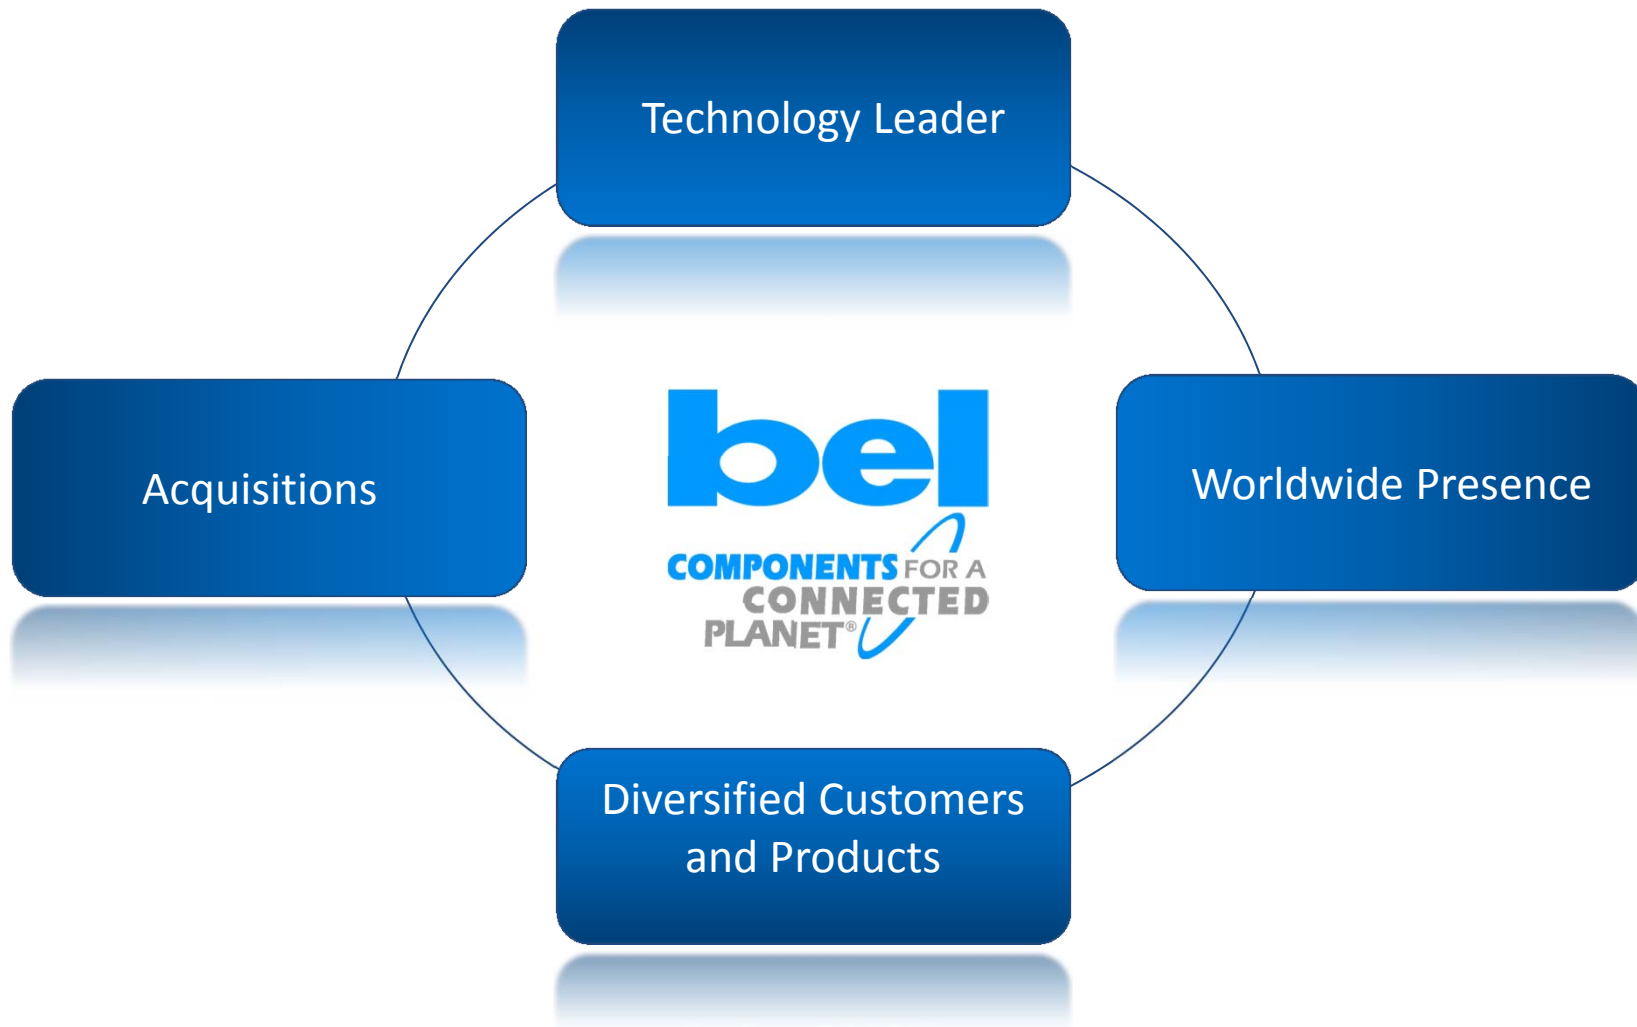 Technology Leader
Acquisitions
bel
COMPONENTS FOR A
CONNECTED
PLANET®
Worldwide Presence
Diversified Customers
and Products